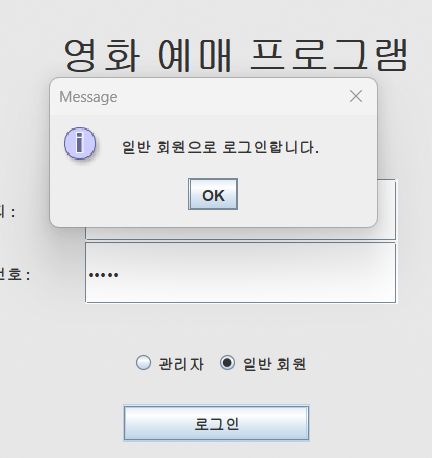 영화 예매 프로그램
Message
일반 회원으로 로그인합니다.
OK
:
번호 :
•••••
관리자
일반 회원
로그인